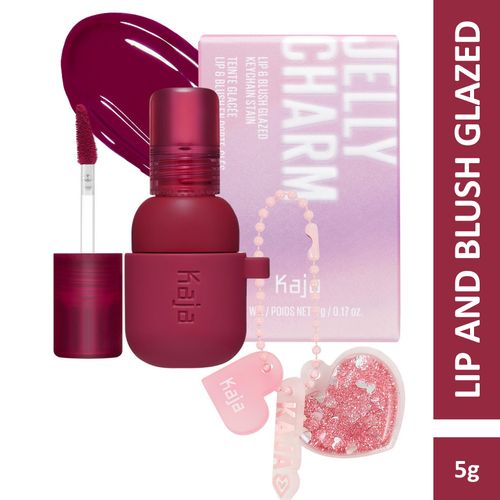 JELLY
CHARM
LIP & BLUSH GLAZED
KEYCHAIN STAIN
TEINTE GLACÉE
kaja
Kaja
/ POIDS NET
/ 0.17 oz.
kaja
KAJA
LIP AND BLUSH GLAZED
5g